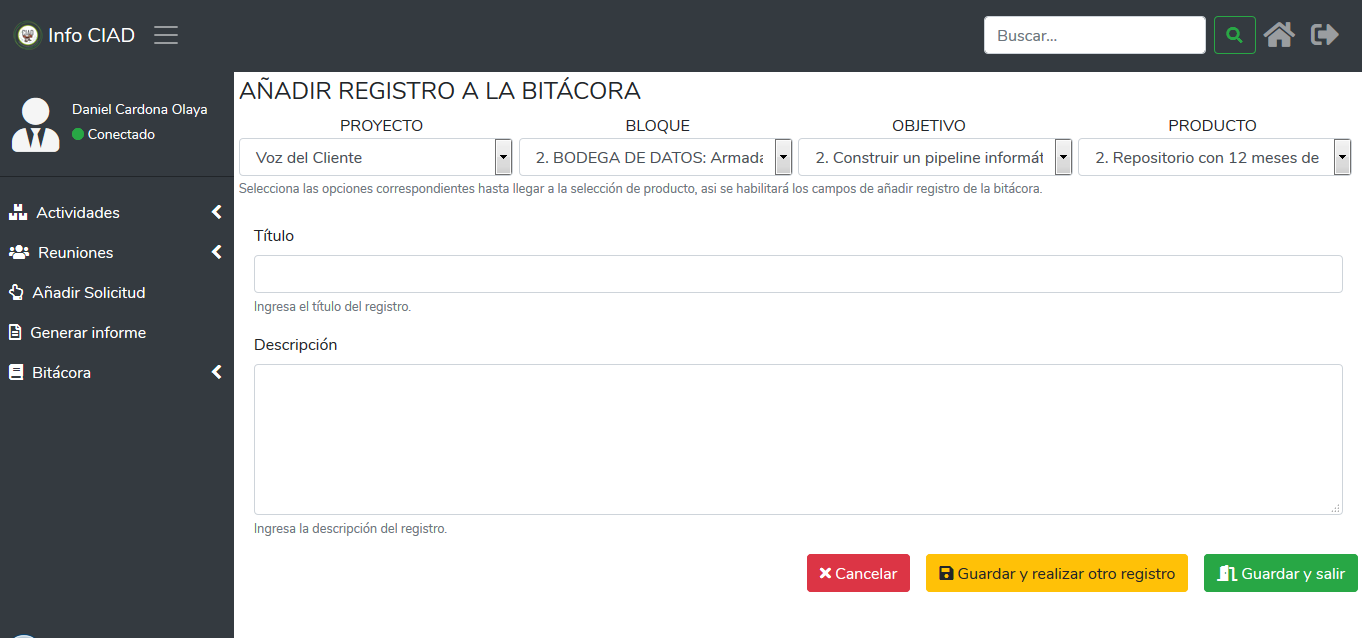 Info CIAD
Buscar...
Daniel Cardona Olaya
Conectado
Actividades
Reuniones
Añadir Solicitud
Generar informe
Bitácora
AÑADIR REGISTRO A LA BITÁCORA
PROYECTO BLOQUE OBJETIVO PRODUCTO
Voz del Cliente 2. BODEGA DE DATOS: Armada 2. Construir un pipeline informát 2. Repositorio con 12 meses de
Selecciona las opciones correspondientes hasta llegar a la selección de producto, asi se habilitará los campos de añadir registro de la bitácora.
Título
Ingresa el título del registro.
Descripción
Ingresa la descripción del registro.
Cancelar Guardar y realizar otro registro Guardar y salir